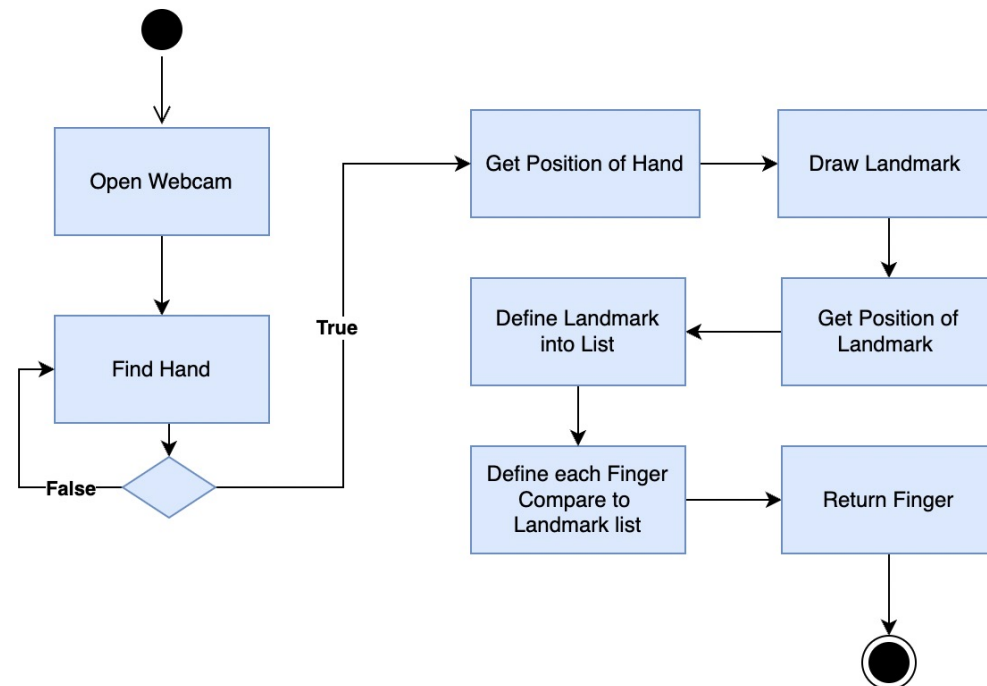 Open Webcam
Find Hand
False
True
Get Position of Hand
Draw Landmark
Get Position of
Landmark
Define Landmark
into List
Define each Finger
Compare to
Landmark list
Return Finger